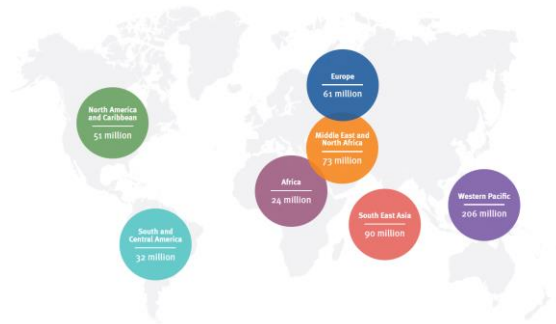 Europe
61 million
North America
and Caribbean
51 million
Middle East and
North Africa
73 million
Africa
24 million
Western Pacific
206 million
South East Asia
90 million
South and
Central America
32 million